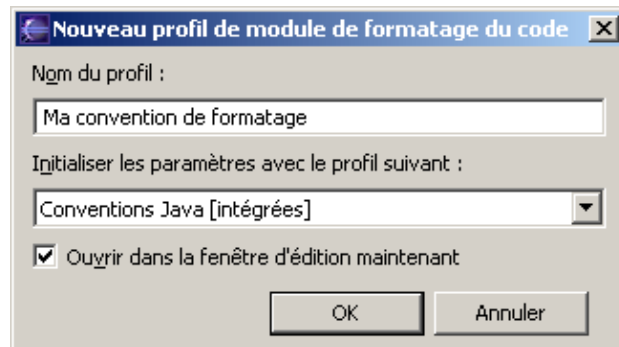 Nouveau profil de module de formatage du code
Nom du profil :
Ma convention de formatage
Initialiser les paramètres avec le profil suivant :
Conventions Java [intégrées]
Ouvrir dans la fenêtre d'édition maintenant
OK Annuler